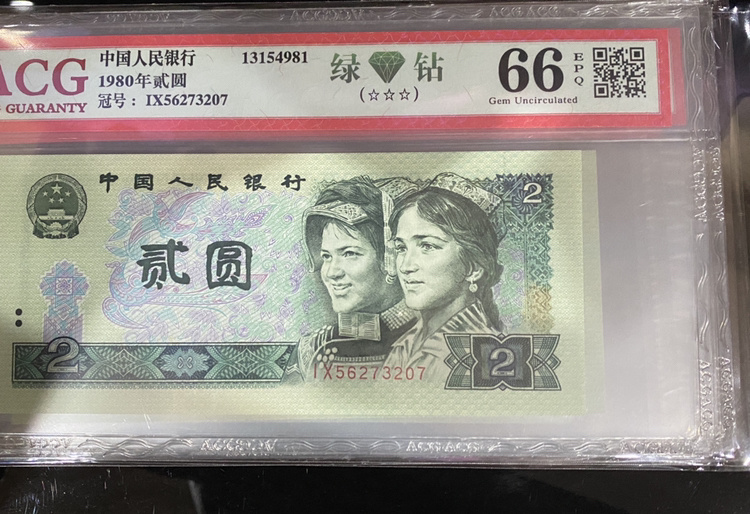 ACG
GUARANTY
中国人民银行 13154981
1980年贰圆
冠号: IX56273207
绿 钻
(☆☆☆)
66 EPQ
Gem Uncirculated
中国人民银行
2
贰圆
2
IX56273207
2
ACGACG